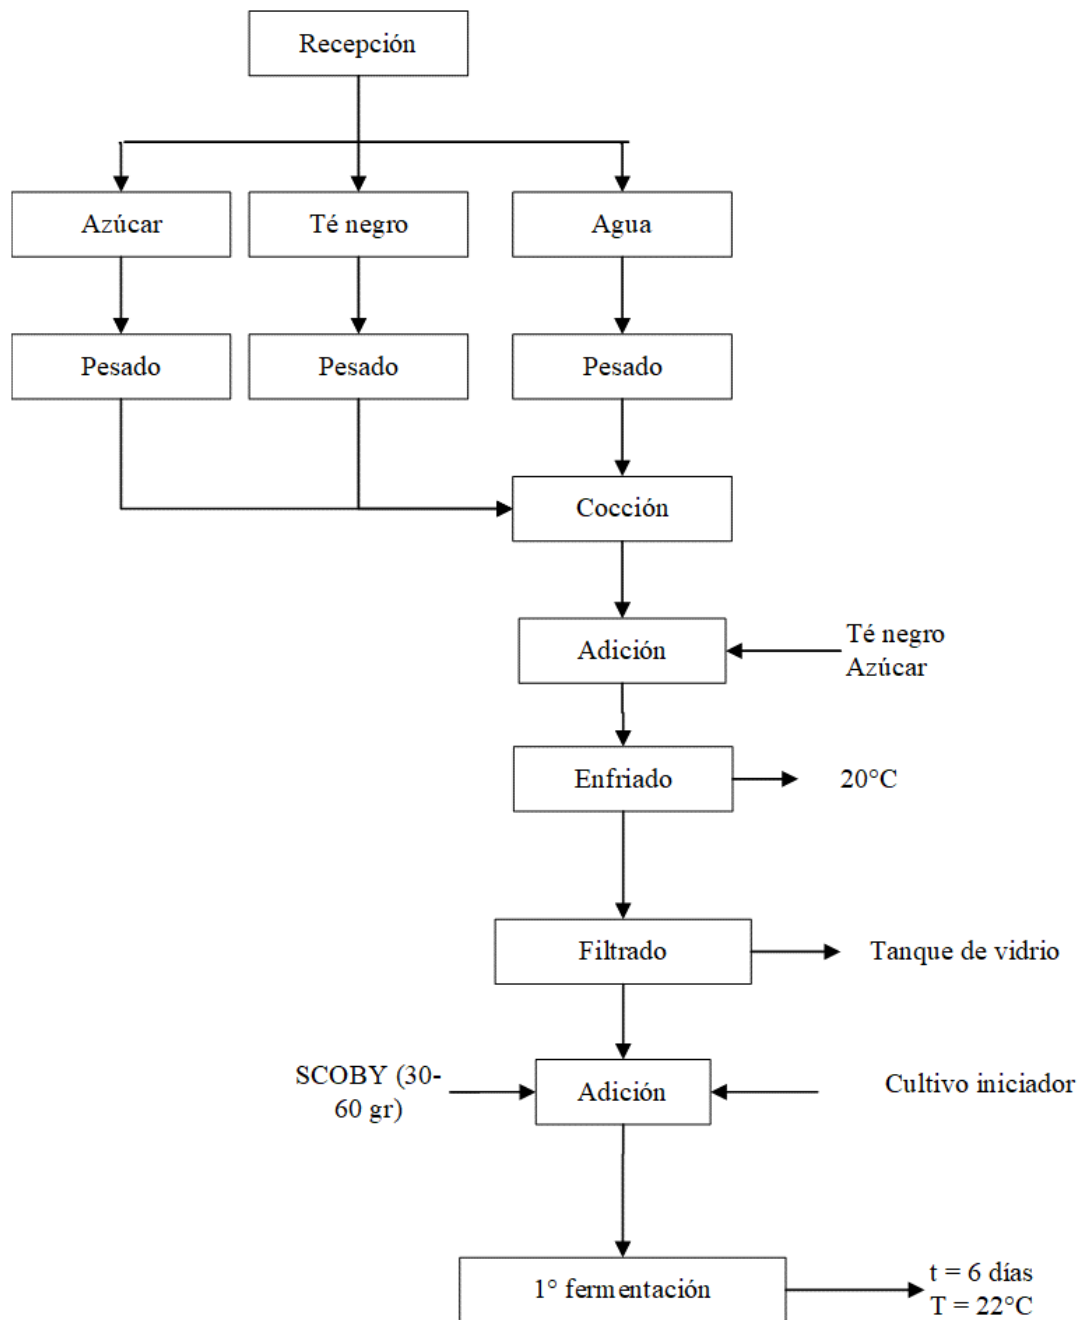 Recepción
Azúcar
Té negro
Agua
Pesado
Pesado
Pesado
Cocción
Adición
Té negro
Azúcar
Enfriado
20°C
Filtrado
Tanque de vidrio
SCOBY (30-
60 gr)
Adición
Cultivo iniciador
1° fermentación
t = 6 días
T = 22°C